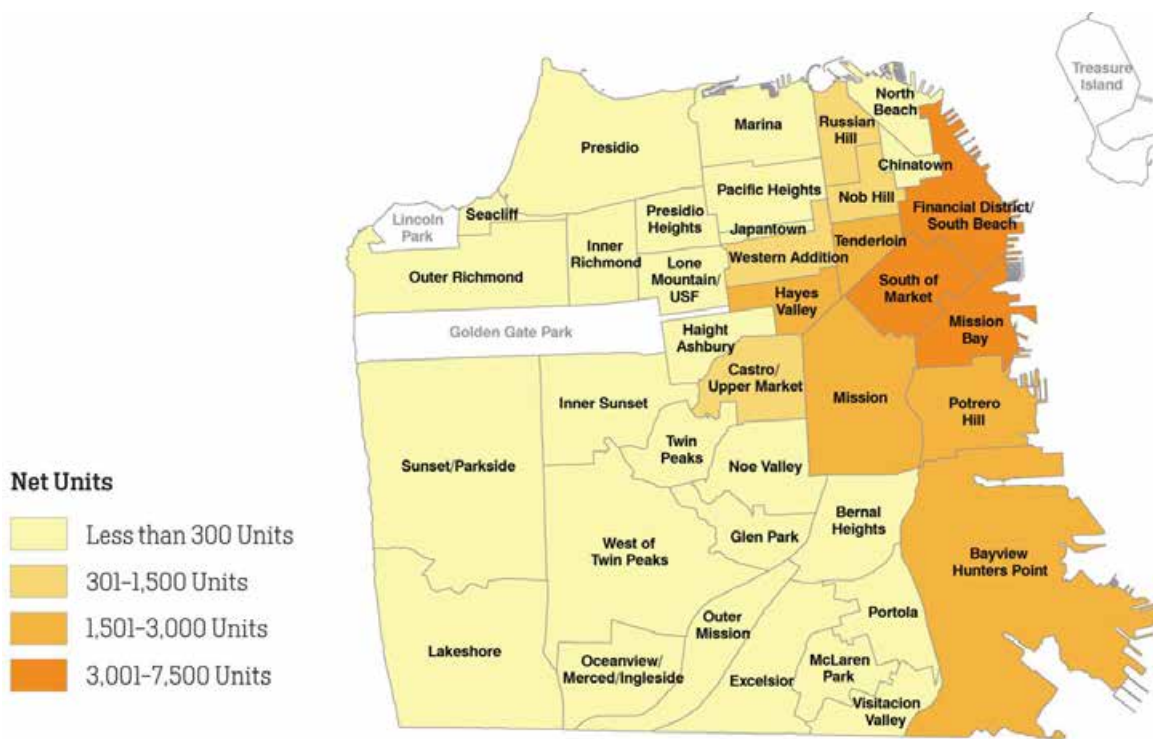 Treasure
Island
North
Beach
Marina
Russian
Hill
Presidio
Chinatown
Pacific Heights
Nob Hill
Seacliff
Presidio
Heights
Financial District/
South Beach
Lincoln
Park
Japantown
Tenderloin
Inner
Richmond
Western Addition
Lone
Mountain/
USF
Outer Richmond
South of
Market
Hayes
Valley
Golden Gate Park
Haight
Ashbury
Mission
Bay
Castro/
Upper Market
Mission
Inner Sunset
Potrero
Hill
Twin
Peaks
Sunset/Parkside
Noe Valley
Bernal
Heights
Glen Park
West of
Twin Peaks
Bayview
Hunters Point
Outer
Mission
Portola
Lakeshore
Oceanview/
Merced/Ingleside
McLaren
Park
Excelsior
Visitacion
Valley
Net Units
Less than 300 Units
301–1,500 Units
1,501–3,000 Units
3,001–7,500 Units